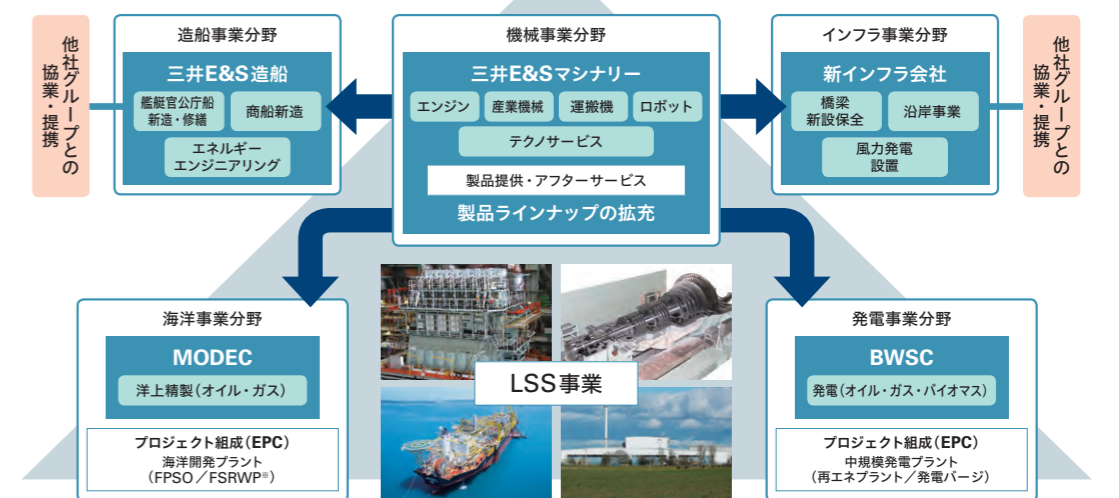 他社グループとの
協業・提携
造船事業分野
三井E&S造船
艦艇官公庁船
新造・修繕
商船新造
エネルギー
エンジニアリング
機械事業分野
三井E&Sマシナリー
エンジン
産業機械
運搬機
ロボット
テクノサービス
製品提供・アフターサービス
製品ラインナップの拡充
インフラ事業分野
新インフラ会社
橋梁
新設保全
沿岸事業
風力発電
設置
他社グループとの
協業・提携
海洋事業分野
MODEC
洋上精製（オイル・ガス）
プロジェクト組成（EPC）
海洋開発プラント
（FPSO／FSRWP※）
LSS事業
発電事業分野
BWSC
発電（オイル・ガス・バイオマス）
プロジェクト組成（EPC）
中規模発電プラント
（再エネプラント／発電バージ）